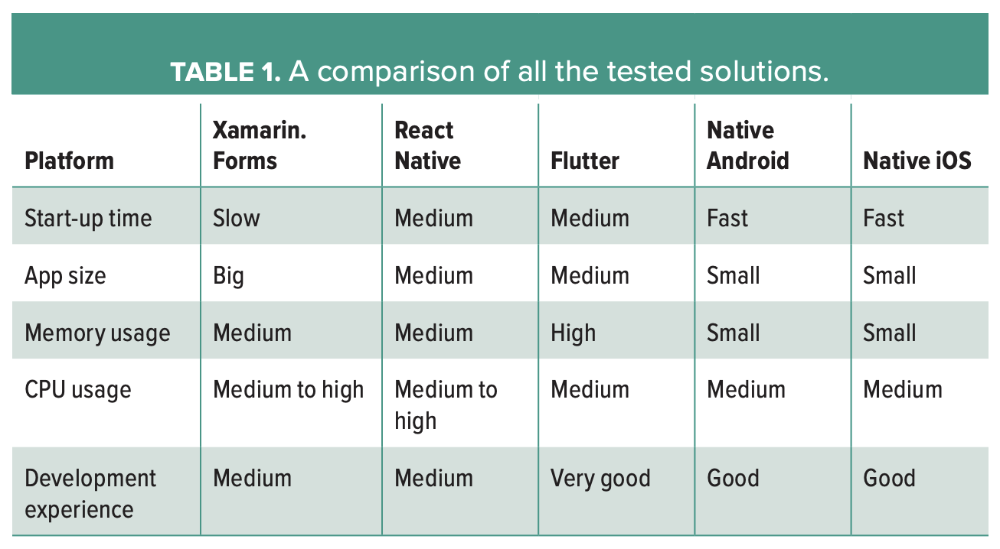 TABLE 1. A comparison of all the tested solutions.
Platform Xamarin. Forms React Native Flutter Native Android Native iOS
Start-up time Slow Medium Medium Fast Fast
App size Big Medium Medium Small Small
Memory usage Medium Medium High Small Small
CPU usage Medium to high Medium to high Medium Medium Medium
Development experience Medium Medium Very good Good Good